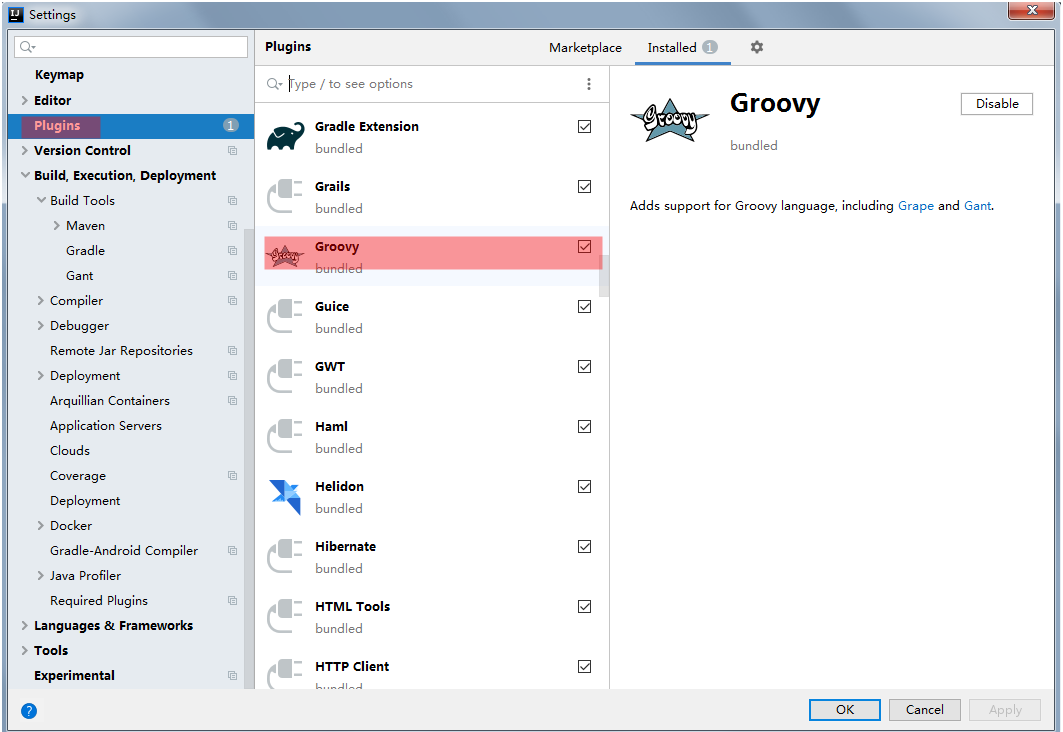 Settings
Keymap
Editor
Plugins 1
Version Control
Build, Execution, Deployment
Build Tools
Maven
Gradle
Gant
Compiler
Debugger
Remote Jar Repositories
Deployment
Arquillian Containers
Application Servers
Clouds
Coverage
Deployment
Docker
Gradle-Android Compiler
Java Profiler
Required Plugins
Languages & Frameworks
Tools
Experimental
Plugins
Marketplace
Installed 1
Type / to see options
Gradle Extension
bundled
Grails
bundled
Groovy
bundled
Guice
bundled
GWT
bundled
Haml
bundled
Helidon
bundled
Hibernate
bundled
HTML Tools
bundled
HTTP Client
bundled
Groovy
Groovy
Disable
bundled
Adds support for Groovy language, including Grape and Gant.
?
OK
Cancel
Apply